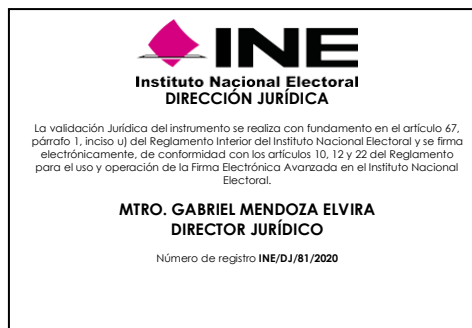 INE
Instituto Nacional Electoral
DIRECCIÓN JURÍDICA
La validación Jurídica del instrumento se realiza con fundamento en el artículo 67,
párrafo 1, inciso u) del Reglamento Interior del Instituto Nacional Electoral y se firma
electrónicamente, de conformidad con los artículos 10, 12 y 22 del Reglamento
para el uso y operación de la Firma Electrónica Avanzada en el Instituto Nacional
Electoral.
MTRO. GABRIEL MENDOZA ELVIRA
DIRECTOR JURÍDICO
Número de registro INE/DJ/81/2020